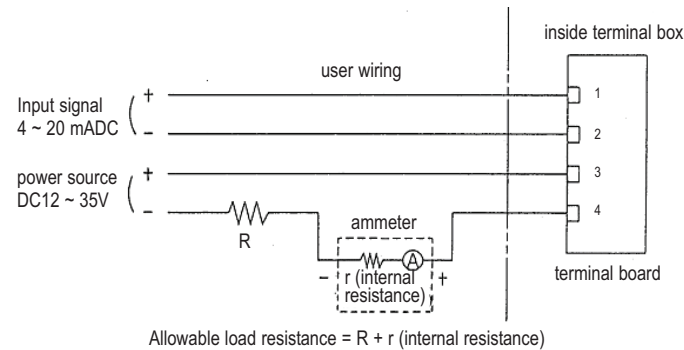 inside terminal box
user wiring
Input signal
4 ~ 20 mADC
+
−
1
2
power source
DC12 ~ 35V
+
−
3
4
R
ammeter
A
−
r (internal
resistance)
+
terminal board
Allowable load resistance = R + r (internal resistance)